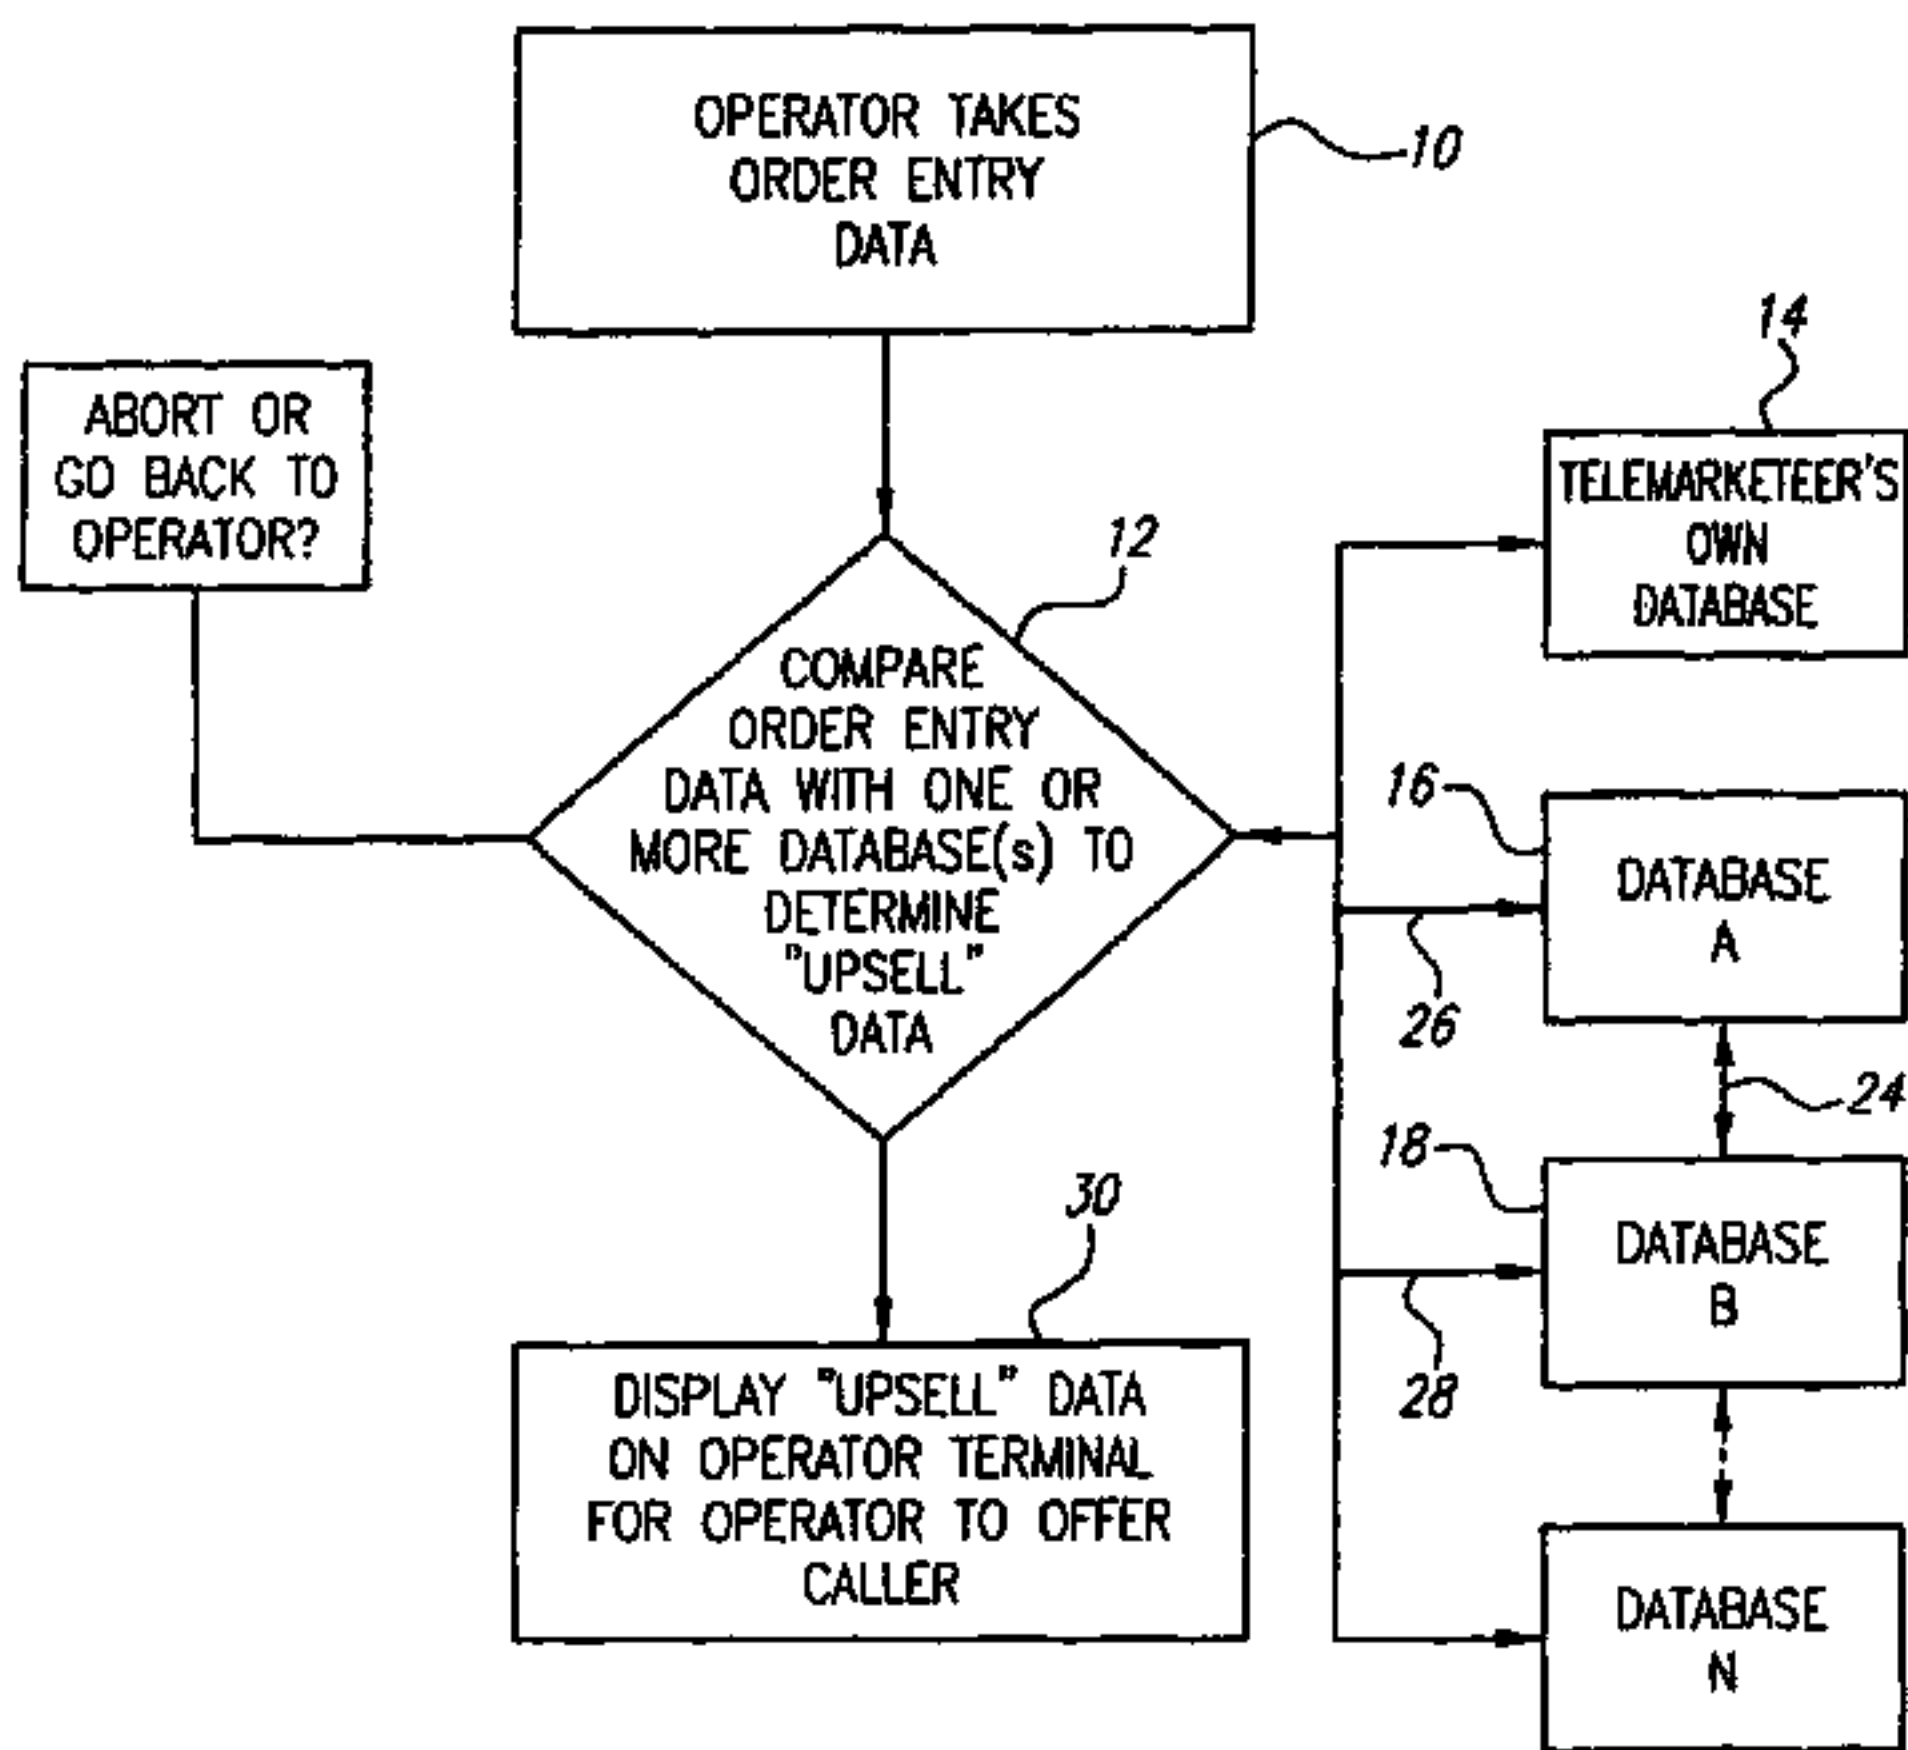 OPERATOR TAKES
ORDER ENTRY
DATA
10
ABORT OR
GO BACK TO
OPERATOR?
14
TELEMARKETEER'S
OWN
DATABASE
12
COMPARE
ORDER ENTRY
DATA WITH ONE OR
MORE DATABASE(s) TO
DETERMINE
"UPSELL"
DATA
16
DATABASE
A
26
24
18
DATABASE
B
28
30
DISPLAY "UPSELL" DATA
ON OPERATOR TERMINAL
FOR OPERATOR TO OFFER
CALLER
DATABASE
N